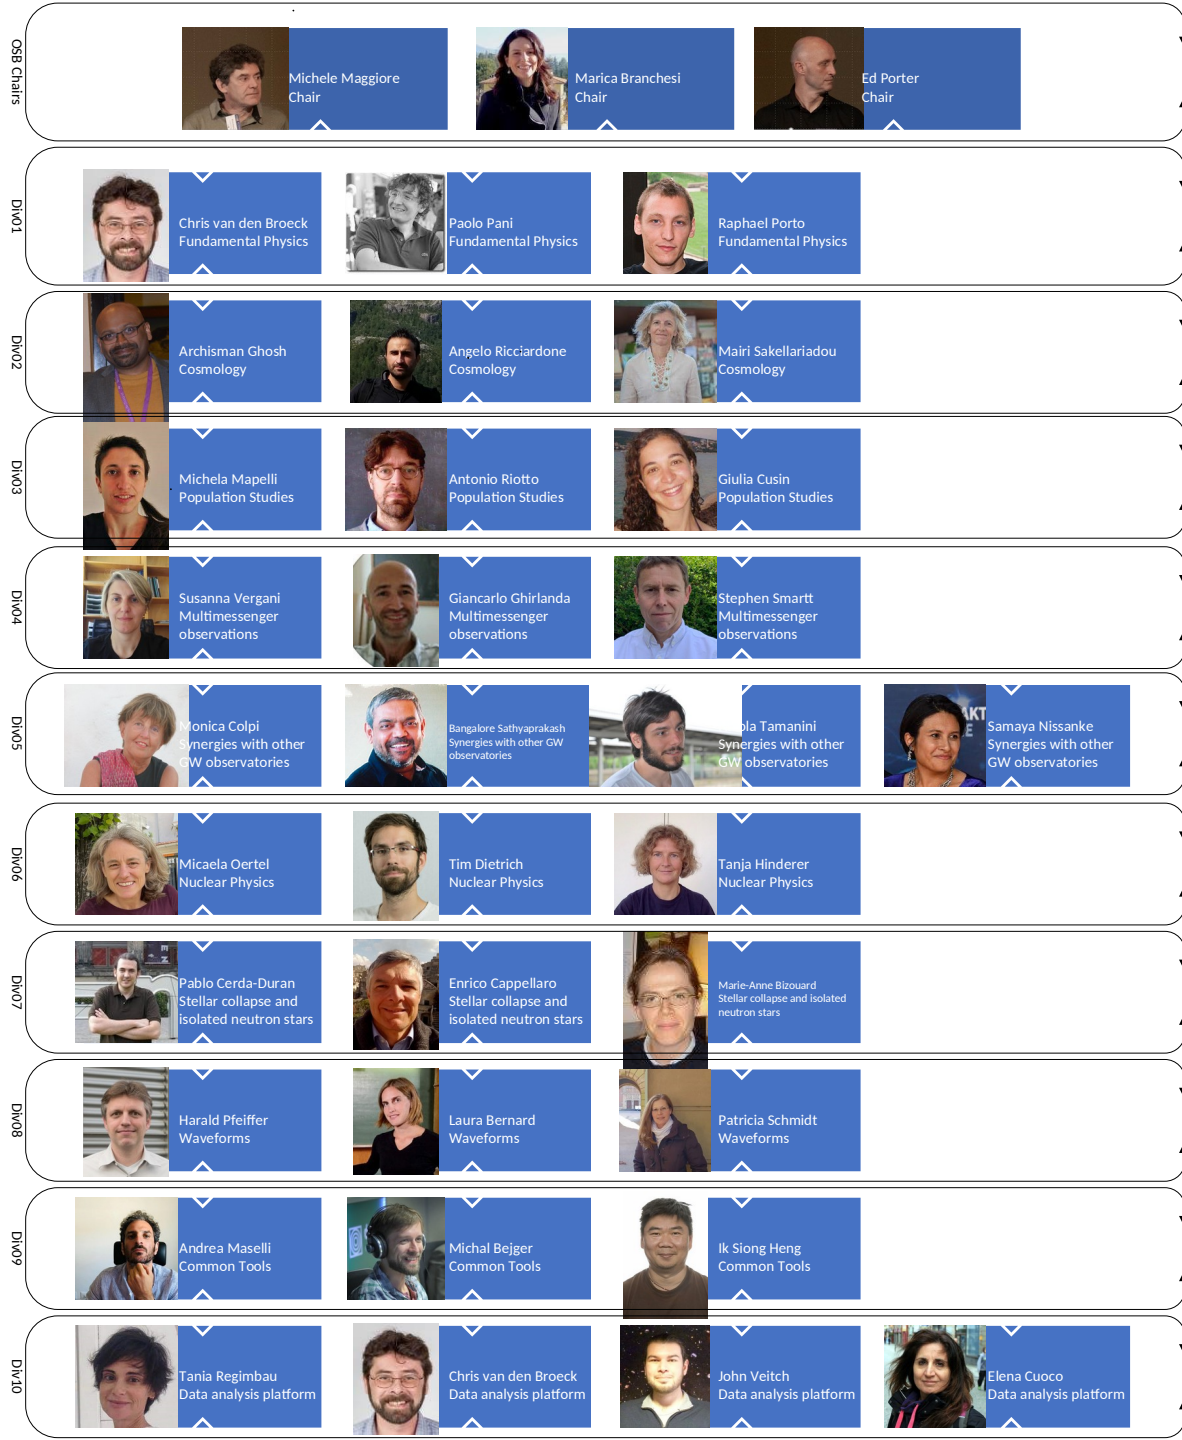 OSB Chairs
Michele Maggiore
Chair
Marica Branchesi
Chair
Ed Porter
Chair
Div01
Chris van den Broeck
Fundamental Physics
Paolo Pani
Fundamental Physics
Raphael Porto
Fundamental Physics
Div02
Archisman Ghosh
Cosmology
Angelo Ricciardone
Cosmology
Mairi Sakellariadou
Cosmology
Div03
Michela Mapelli
Population Studies
Antonio Riotto
Population Studies
Giulia Cusin
Population Studies
Div04
Susanna Vergani
Multimessenger
observations
Giancarlo Ghirlanda
Multimessenger
observations
Stephen Smartt
Multimessenger
observations
Div05
Monica Colpi
Synergies with other
GW observatories
Bangalore Sathyaprakash
Synergies with other GW
observatories
ola Tamanini
Synergies with other
GW observatories
AKT
E
Samaya Nissanke
Synergies with other
GW observatories
Div06
Micaela Oertel
Nuclear Physics
Tim Dietrich
Nuclear Physics
Tanja Hinderer
Nuclear Physics
Div07
Pablo Cerda-Duran
Stellar collapse and
isolated neutron stars
Enrico Cappellaro
Stellar collapse and
isolated neutron stars
Marie-Anne Bizouard
Stellar collapse and isolated
neutron stars
Div08
Harald Pfeiffer
Waveforms
Laura Bernard
Waveforms
Patricia Schmidt
Waveforms
Div09
Andrea Maselli
Common Tools
Michal Bejger
Common Tools
Ik Siong Heng
Common Tools
Div10
Tania Regimbau
Data analysis platform
Chris van den Broeck
Data analysis platform
John Veitch
Data analysis platform
Elena Cuoco
Data analysis platform